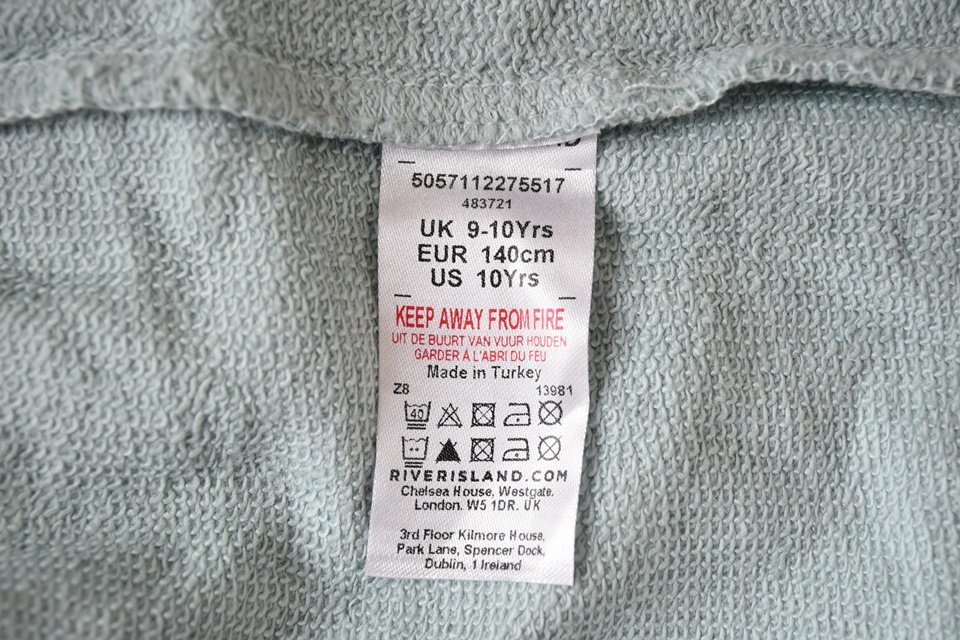 5057112275517
483721
UK 9-10Yrs
EUR 140cm
US 10Yrs
KEEP AWAY FROM FIRE
UIT DE BUURT VAN VUUR HOUDEN
GARDER À L'ABRI DU FEU
Made in Turkey
Z8 13981
40
RIVERISLAND.COM
Chelsea House, Westgate,
London. W5 1DR. UK
3rd Floor Kilmore House,
Park Lane, Spencer Dock,
Dublin, 1 Ireland